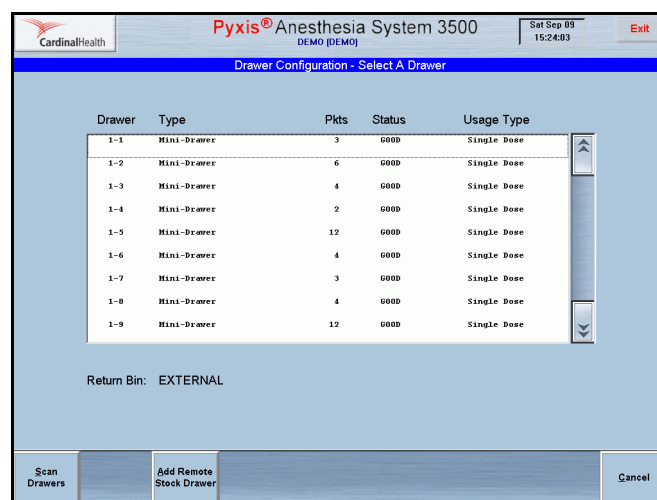 CardinalHealth
Pyxis® Anesthesia System 3500
DEMO (DEMO)
Sat Sep 09
15:24:03
Exit
Drawer Configuration - Select A Drawer
Drawer Type Pkts Status Usage Type
1-1 Mini-Drawer 3 GOOD Single Dose
1-2 Mini-Drawer 6 GOOD Single Dose
1-3 Mini-Drawer 4 GOOD Single Dose
1-4 Mini-Drawer 2 GOOD Single Dose
1-5 Mini-Drawer 12 GOOD Single Dose
1-6 Mini-Drawer 4 GOOD Single Dose
1-7 Mini-Drawer 3 GOOD Single Dose
1-8 Mini-Drawer 4 GOOD Single Dose
1-9 Mini-Drawer 12 GOOD Single Dose
Return Bin: EXTERNAL
Scan
Drawers
Add Remote
Stock Drawer
Cancel